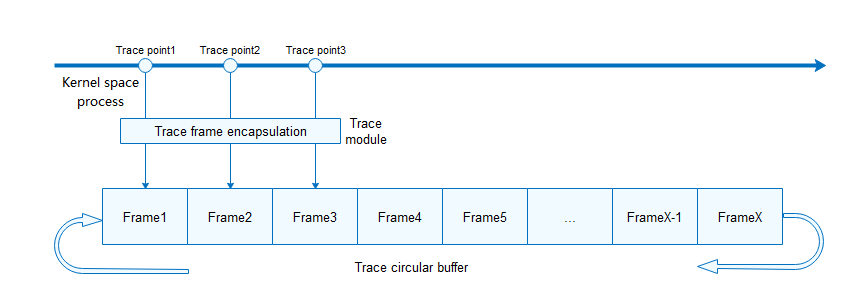 Trace point1 Trace point2 Trace point3
Kernel space
process
Trace frame encapsulation
Trace
module
Frame1 Frame2 Frame3 Frame4 Frame5 ... FrameX-1 FrameX
Trace circular buffer